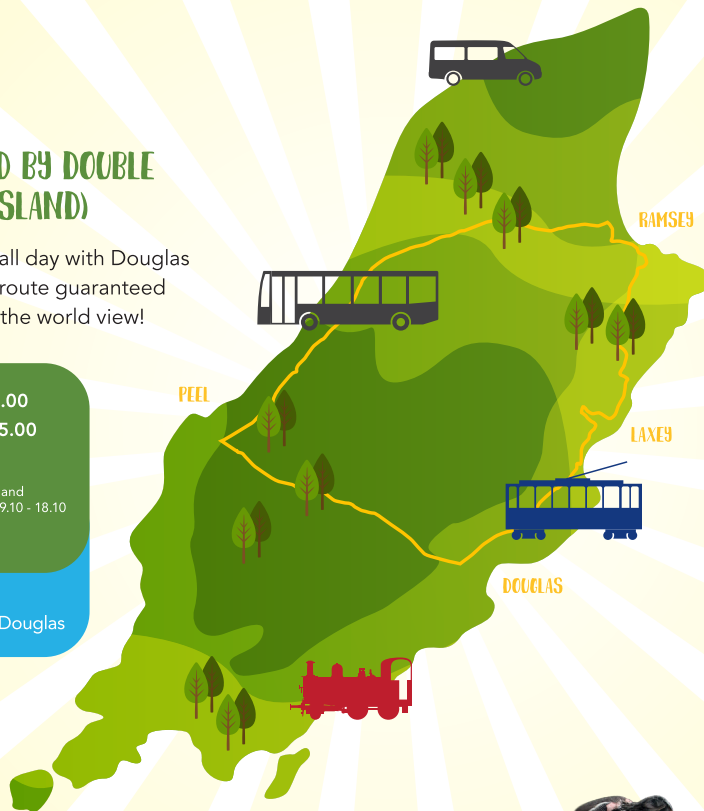 D BY DOUBLE
SLAND)
all day with Douglas
route guaranteed
the world view!
.00
5.00
and
9.10 - 18.10
Douglas
RAMSEY
PEEL
LAXEY
DOUGLAS